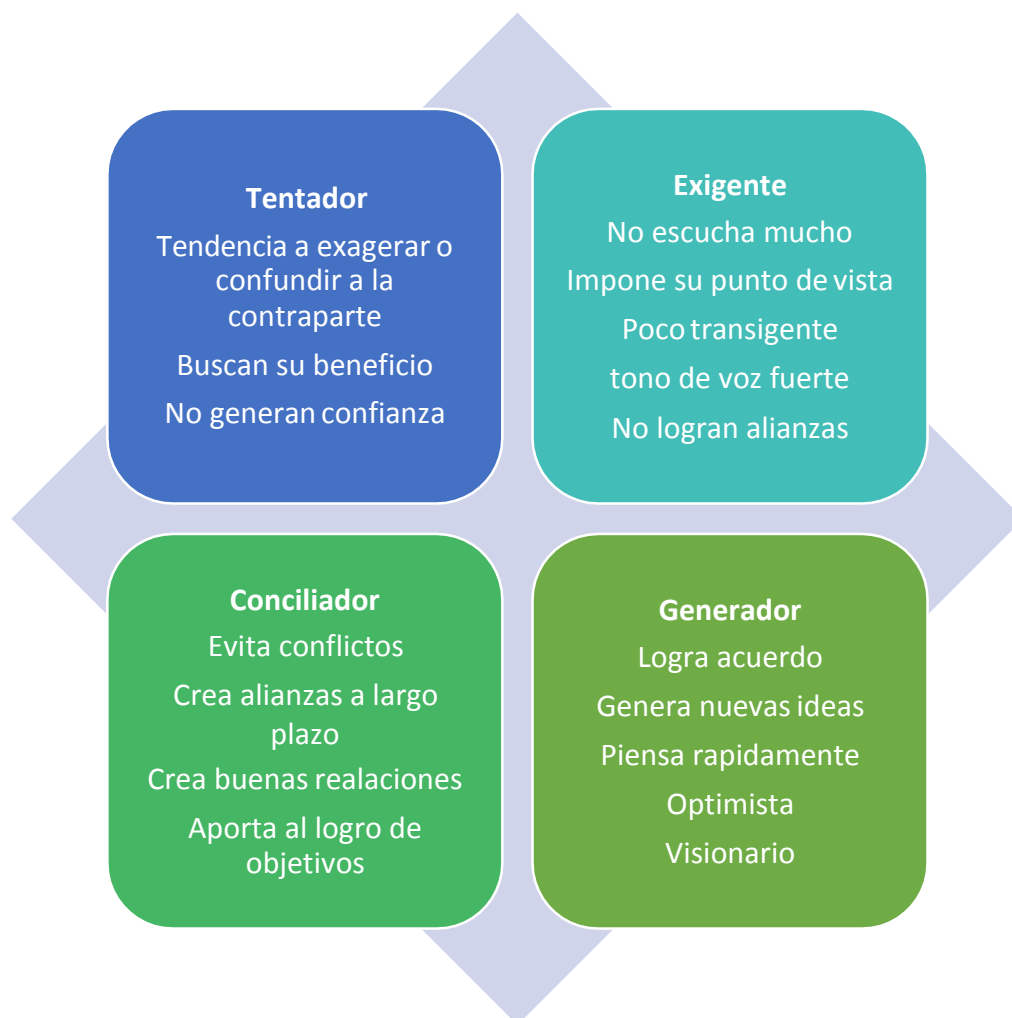 Tentador
Tendencia a exagerar o
confundir a la
contraparte
Buscan su beneficio
No generan confianza
Exigente
No escucha mucho
Impone su punto de vista
Poco transigente
tono de voz fuerte
No logran alianzas
Conciliador
Evita conflictos
Crea alianzas a largo
plazo
Crea buenas realaciones
Aporta al logro de
objetivos
Generador
Logra acuerdo
Genera nuevas ideas
Piensa rapidamente
Optimista
Visionario